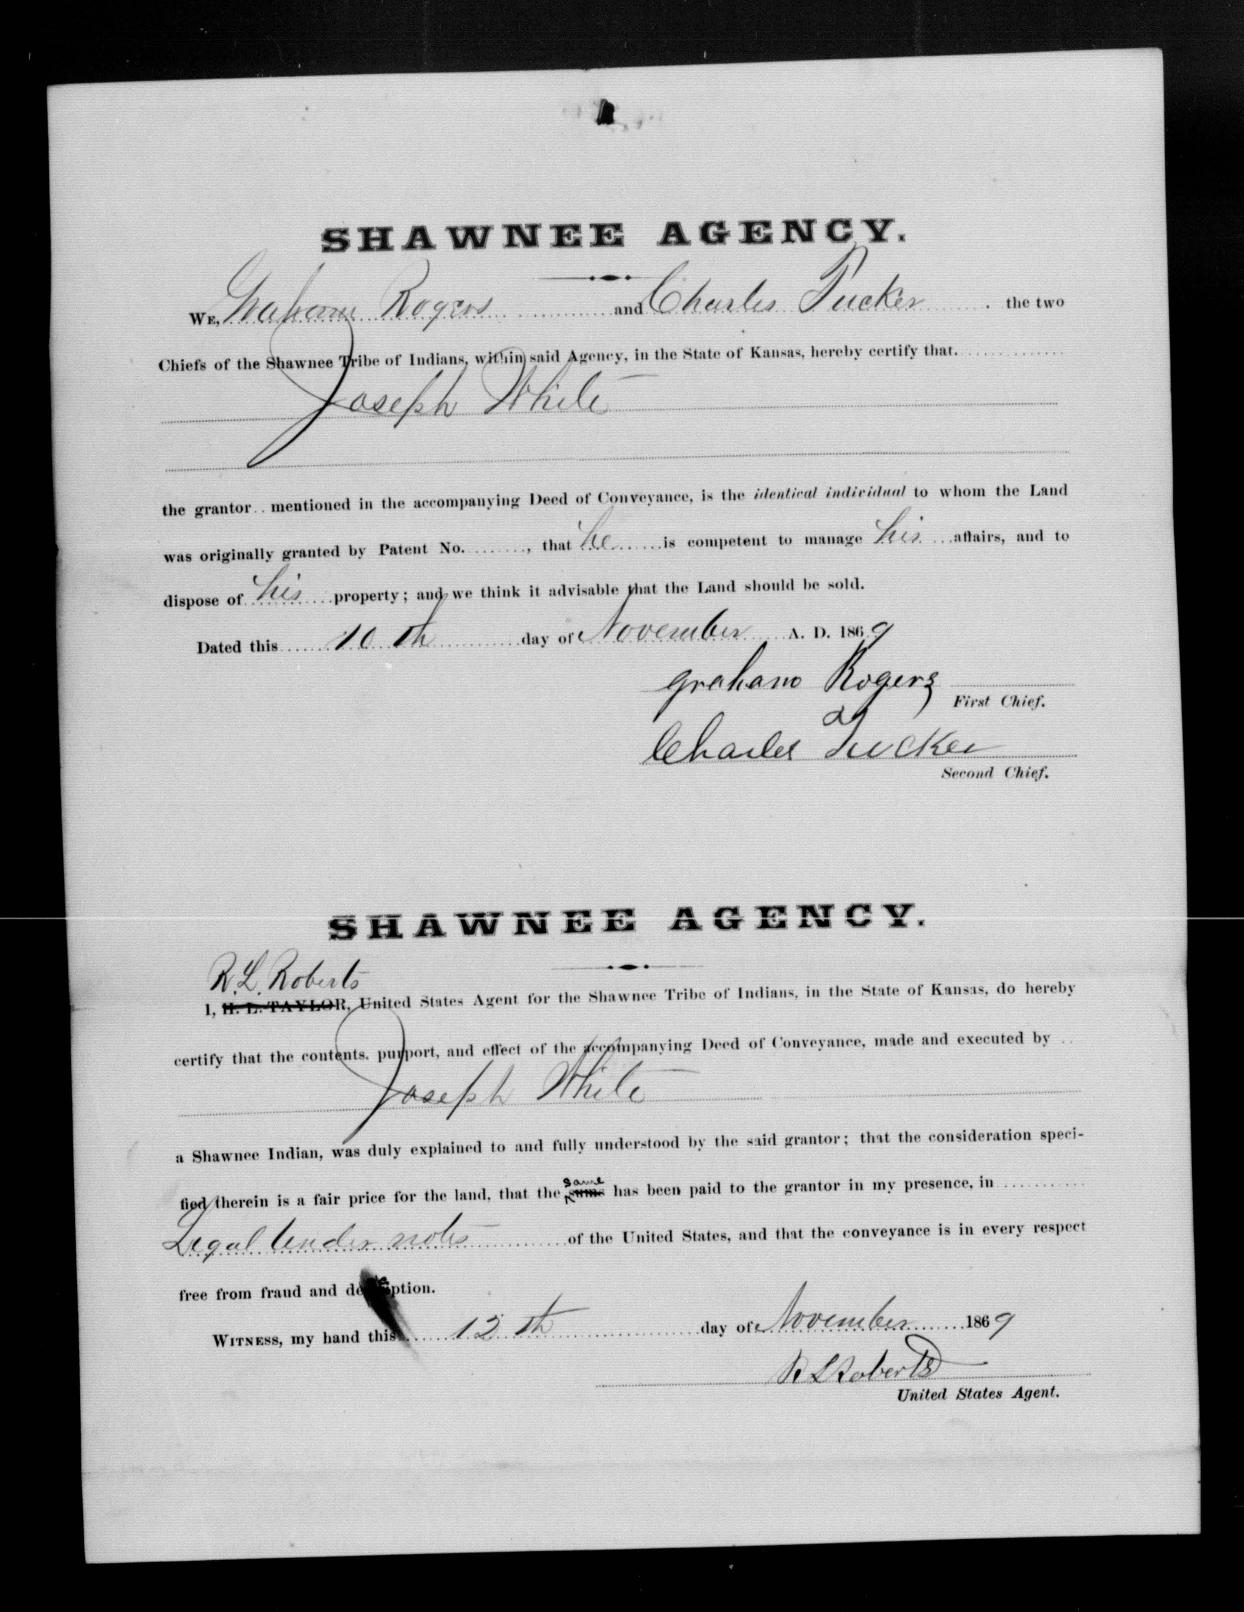 SHAWNEE AGENCY.
WE, Graham Rogers and Charles Tucker the two
Chiefs of the Shawnee Tribe of Indians, within said Agency, in the State of Kansas, hereby certify that
Joseph White
the grantor mentioned in the accompanying Deed of Conveyance, is the identical individual to whom the Land
was originally granted by Patent No. , that he is competent to manage his affairs, and to
dispose of his property; and we think it advisable that the Land should be sold.
Dated this 10th day of November A. D. 1869
graham Rogers
First Chief.
Charles Tucker
Second Chief.
SHAWNEE AGENCY.
R. L. Roberts
I, H. L. TAYLOR, United States Agent for the Shawnee Tribe of Indians, in the State of Kansas, do hereby
certify that the contents, purport, and effect of the accompanying Deed of Conveyance, made and executed by
Joseph White
a Shawnee Indian, was duly explained to and fully understood by the said grantor; that the consideration speci-
same
fied therein is a fair price for the land, that the sums has been paid to the grantor in my presence, in
Legal tender notes of the United States, and that the conveyance is in every respect
free from fraud and deception.
WITNESS, my hand this 12th day of November 1869
R L Roberts
United States Agent.